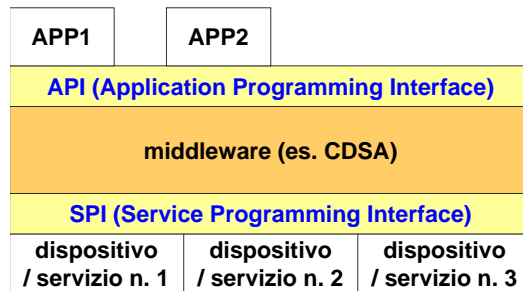 APP1 APP2
API (Application Programming Interface)
middleware (es. CDSA)
SPI (Service Programming Interface)
dispositivo dispositivo dispositivo
/ servizio n. 1 / servizio n. 2 / servizio n. 3